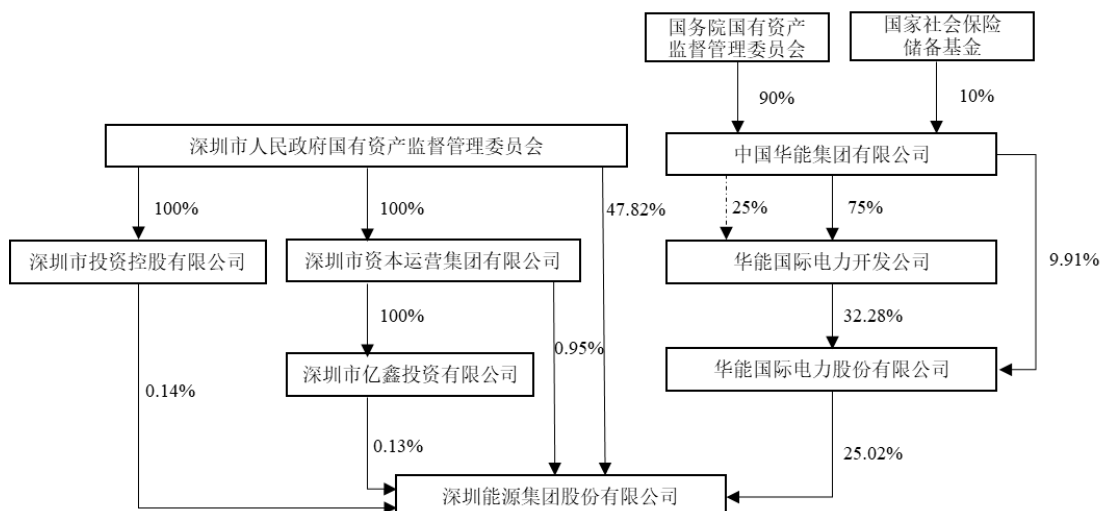 国务院国有资产
监督管理委员会
国家社会保险
储备基金
90%
10%
深圳市人民政府国有资产监督管理委员会
中国华能集团有限公司
100%
100%
47.82%
25%
75%
深圳市投资控股有限公司
深圳市资本运营集团有限公司
华能国际电力开发公司
9.91%
100%
32.28%
0.95%
深圳市亿鑫投资有限公司
华能国际电力股份有限公司
0.14%
0.13%
25.02%
深圳能源集团股份有限公司